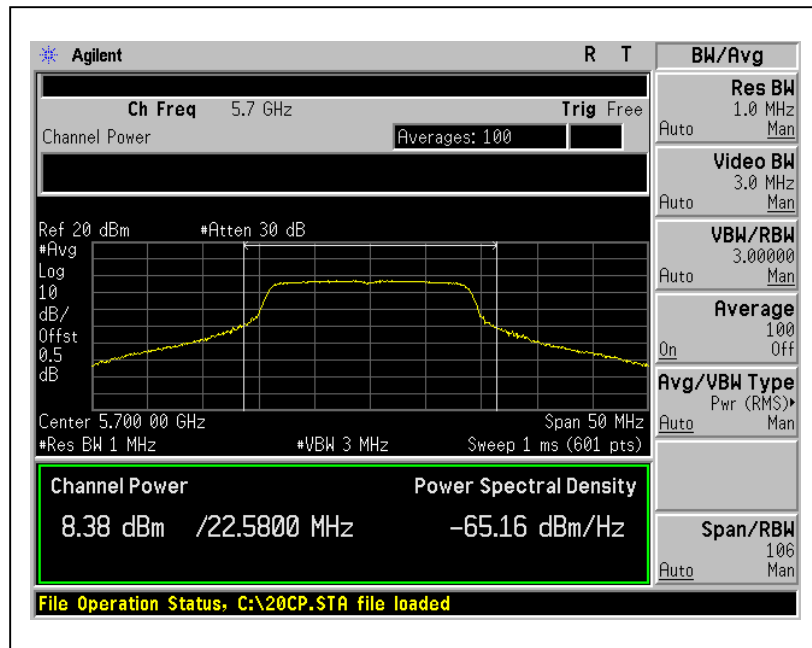 Agilent R T BW/Avg
Ch Freq 5.7 GHz Trig Free
Channel Power Averages: 100
Res BW
1.0 MHz
Auto Man
Video BW
3.0 MHz
Auto Man
VBW/RBW
3.00000
Auto Man
Average
100
On Off
Avg/VBW Type
Pwr (RMS)
Auto Man
Span/RBW
106
Auto Man
Ref 20 dBm #Atten 30 dB
#Avg
Log
10
dB/
Offst
0.5
dB
Center 5.700 00 GHz Span 50 MHz
#Res BW 1 MHz #VBW 3 MHz Sweep 1 ms (601 pts)
Channel Power Power Spectral Density
8.38 dBm /22.5800 MHz -65.16 dBm/Hz
File Operation Status, C:\20CP.STA file loaded